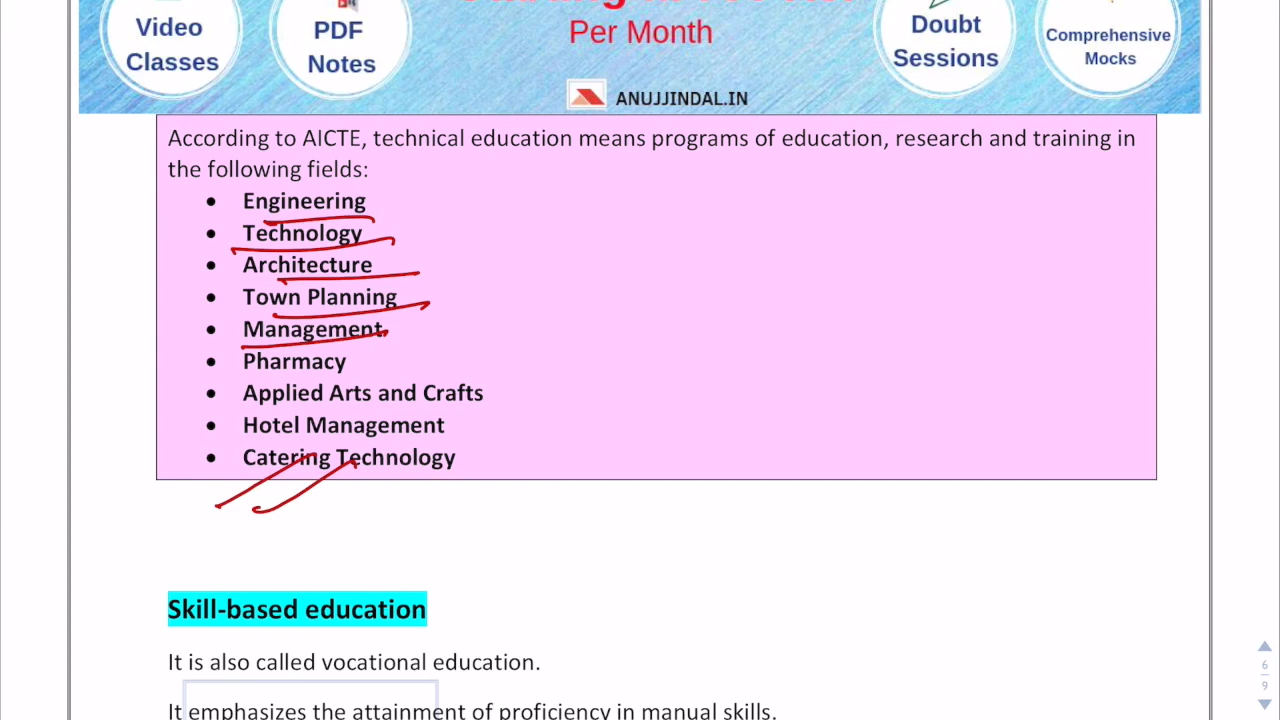 Video
Classes
PDF
Notes
Per Month
Doubt
Sessions
Comprehensive
Mocks
ANUJJINDAL.IN
According to AICTE, technical education means programs of education, research and training in
the following fields:
• Engineering
• Technology
• Architecture
• Town Planning
• Management
• Pharmacy
• Applied Arts and Crafts
• Hotel Management
• Catering Technology
Skill-based education
It is also called vocational education.
It emphasizes the attainment of proficiency in manual skills.
6
9